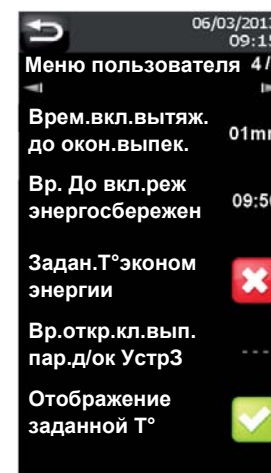 06/03/201
09:15
Меню пользователя 4/
Врем.вкл.вытяж.
до окон.выпек.
01m
Вр. До вкл.реж
энергосбережен
09:5
Задан.Т°эконом
энергии
Вр.откр.кл.вып.
пар.д/ок Устр3
---
Отображение
заданной Т°